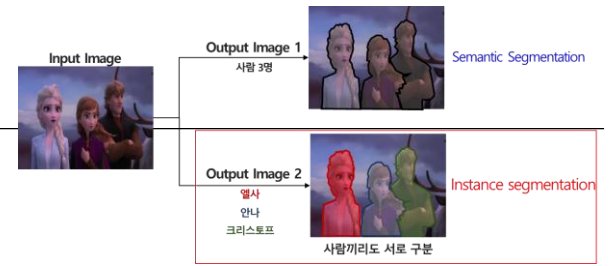 Input Image
Output Image 1
사람 3명
Semantic Segmentation
Output Image 2
엘사
안나
크리스토프
Instance segmentation
사람끼리도 서로 구분